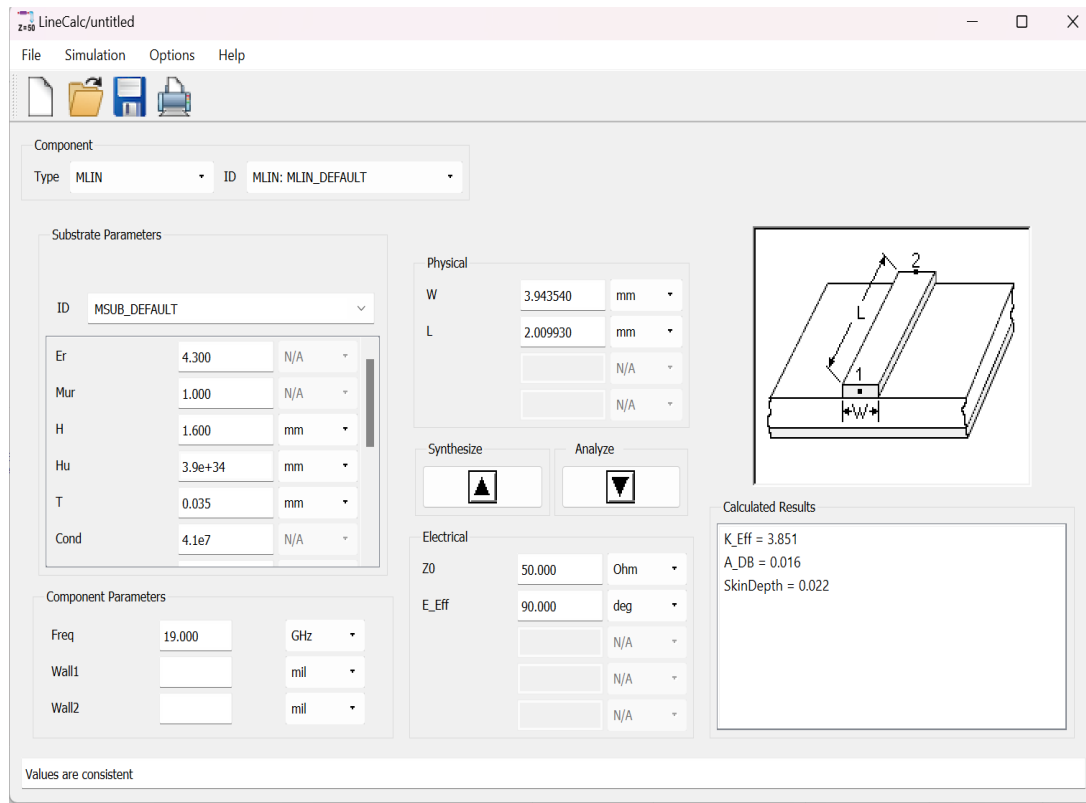 Z=50 LineCalc/untitled
File Simulation Options Help
Component
Type MLIN ID MLIN: MLIN_DEFAULT
Substrate Parameters
ID MSUB_DEFAULT
Er 4.300 N/A
Mur 1.000 N/A
H 1.600 mm
Hu 3.9e+34 mm
T 0.035 mm
Cond 4.1e7 N/A
Component Parameters
Freq 19.000 GHz
Wall1 mil
Wall2 mil
Physical
W 3.943540 mm
L 2.009930 mm
N/A
N/A
Synthesize Analyze
Electrical
Z0 50.000 Ohm
E_Eff 90.000 deg
N/A
N/A
N/A
2
L
1
W
Calculated Results
K_Eff = 3.851
A_DB = 0.016
SkinDepth = 0.022
Values are consistent